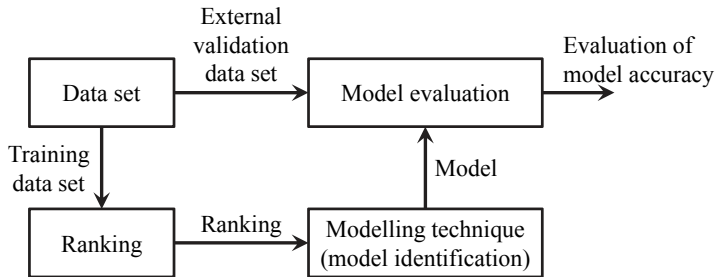 External
validation
data set
Evaluation of
model accuracy
Data set
Model evaluation
Training
data set
Model
Ranking
Ranking
Modelling technique
(model identification)